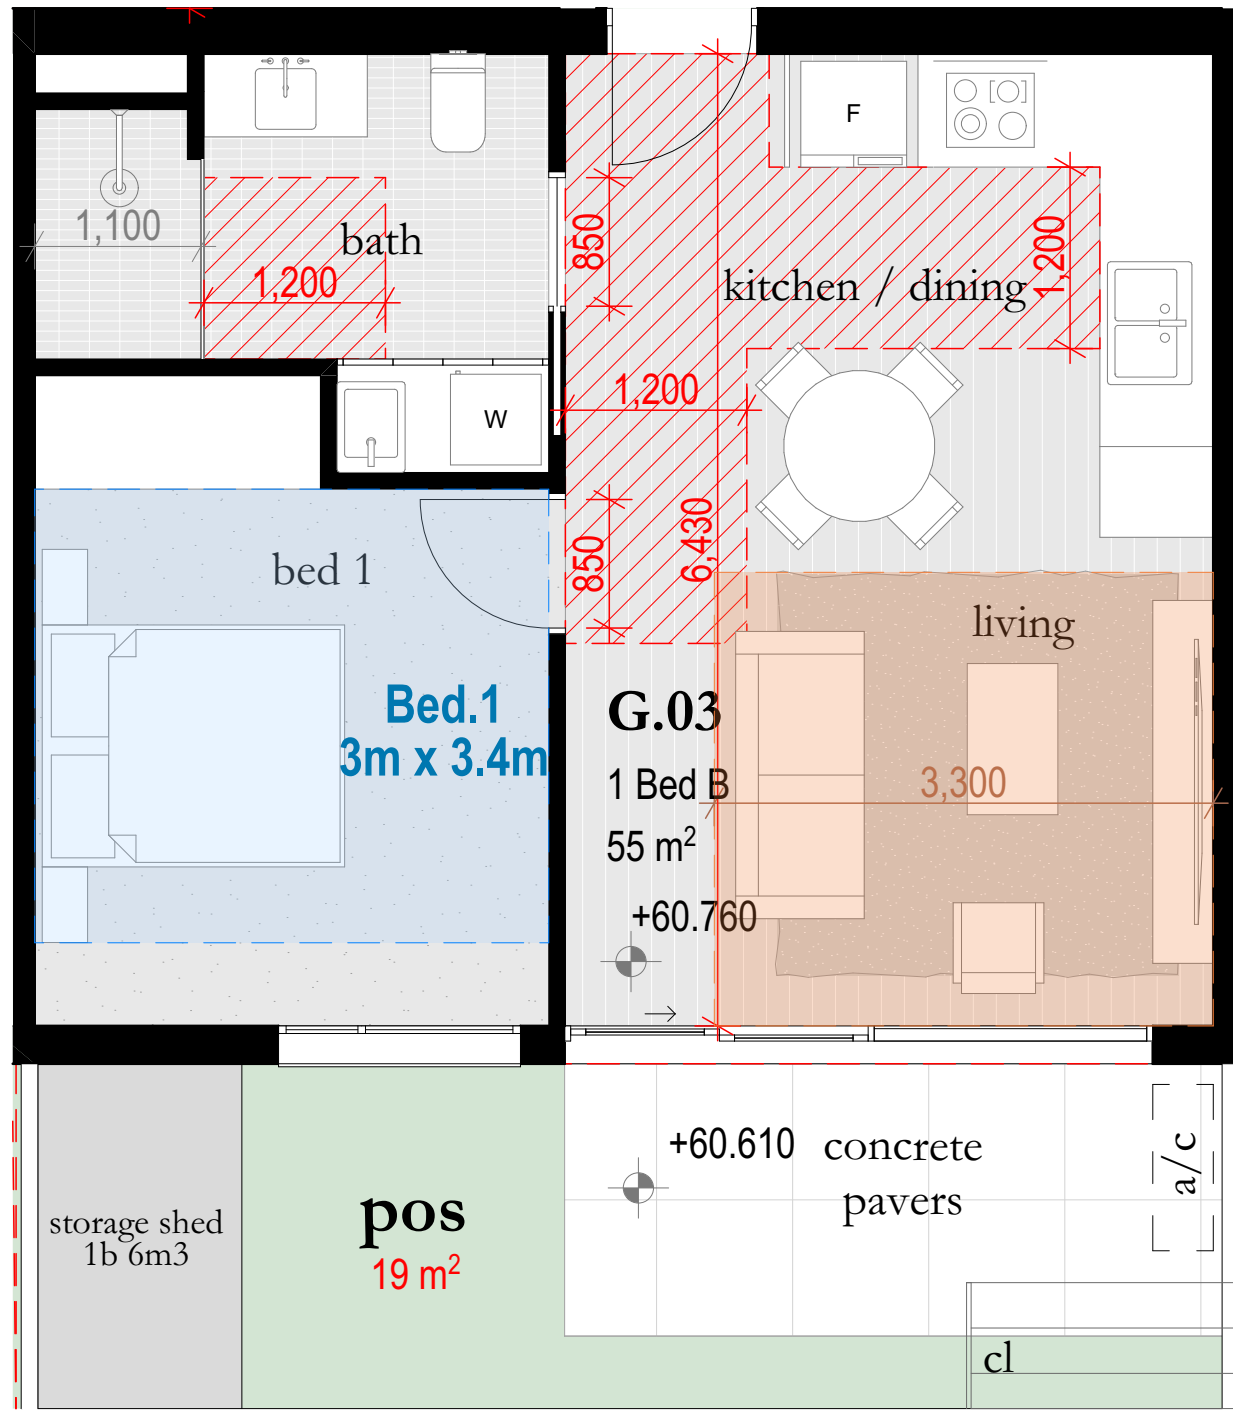 F
1,100
bath
1,200
850
kitchen / dining
1,200
1,200
W
6,430
850
bed 1
living
Bed.1
3m x 3.4m
G.03
1 Bed B
55 m²
+60.760
3,300
+60.610
concrete
pavers
a/c
storage shed
1b 6m3
pos
19 m²
cl